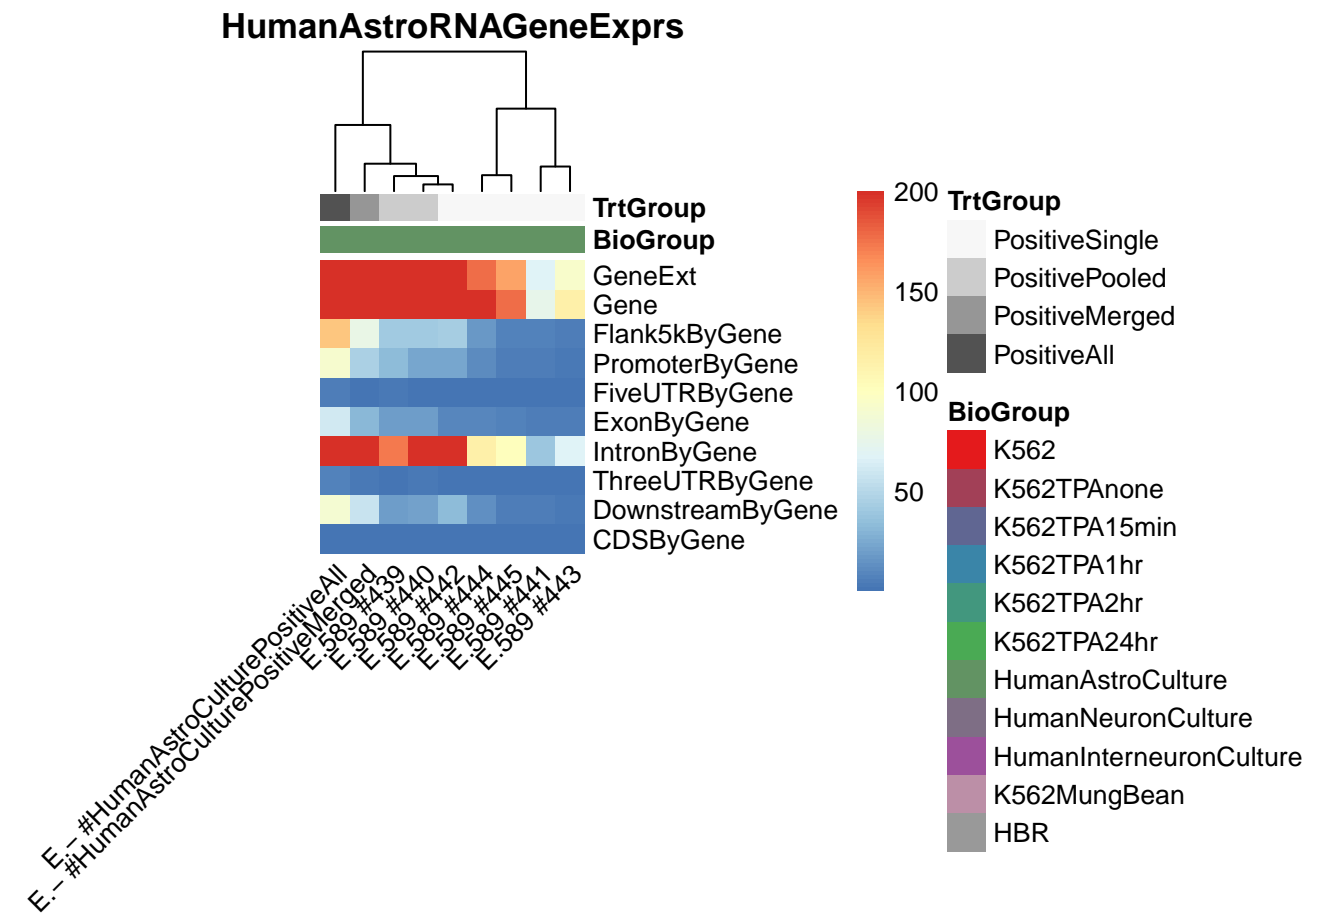 HumanAstroRNAGeneExprs
TrtGroup
BioGroup
GeneExt
Gene
Flank5kByGene
PromoterByGene
FiveUTRByGene
ExonByGene
IntronByGene
ThreeUTRByGene
DownstreamByGene
CDSByGene
E. – #HumanAstroCulturePositiveAll
E. – #HumanAstroCulturePositiveMerged
E.589 #439
E.589 #440
E.589 #442
E.589 #444
E.589 #445
E.589 #441
E.589 #443
200
150
100
50
TrtGroup
PositiveSingle
PositivePooled
PositiveMerged
PositiveAll
BioGroup
K562
K562TPAnone
K562TPA15min
K562TPA1hr
K562TPA2hr
K562TPA24hr
HumanAstroCulture
HumanNeuronCulture
HumanInterneuronCulture
K562MungBean
HBR